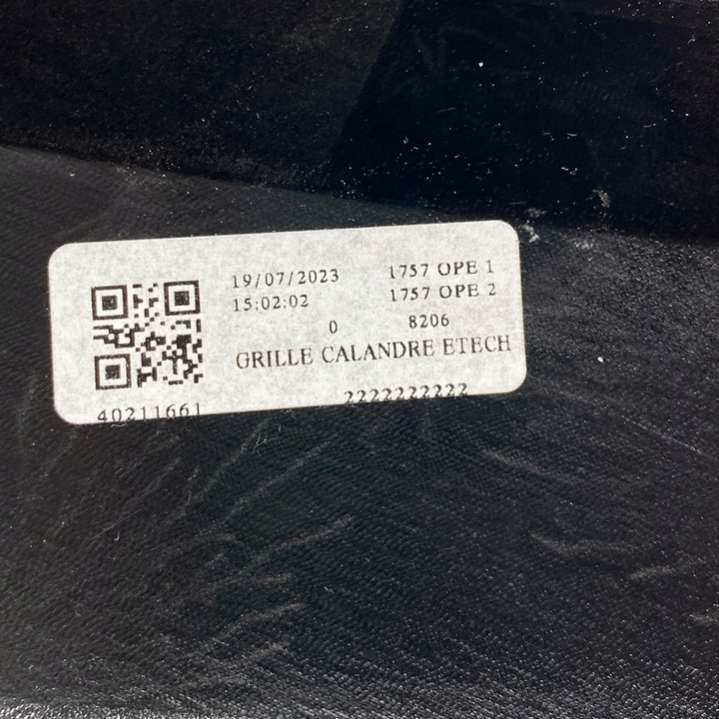 19/07/2023 1757 OPE 1
15:02:02 1757 OPE 2
0 8206
GRILLE CALANDRE ETECH
40211661 2222222222